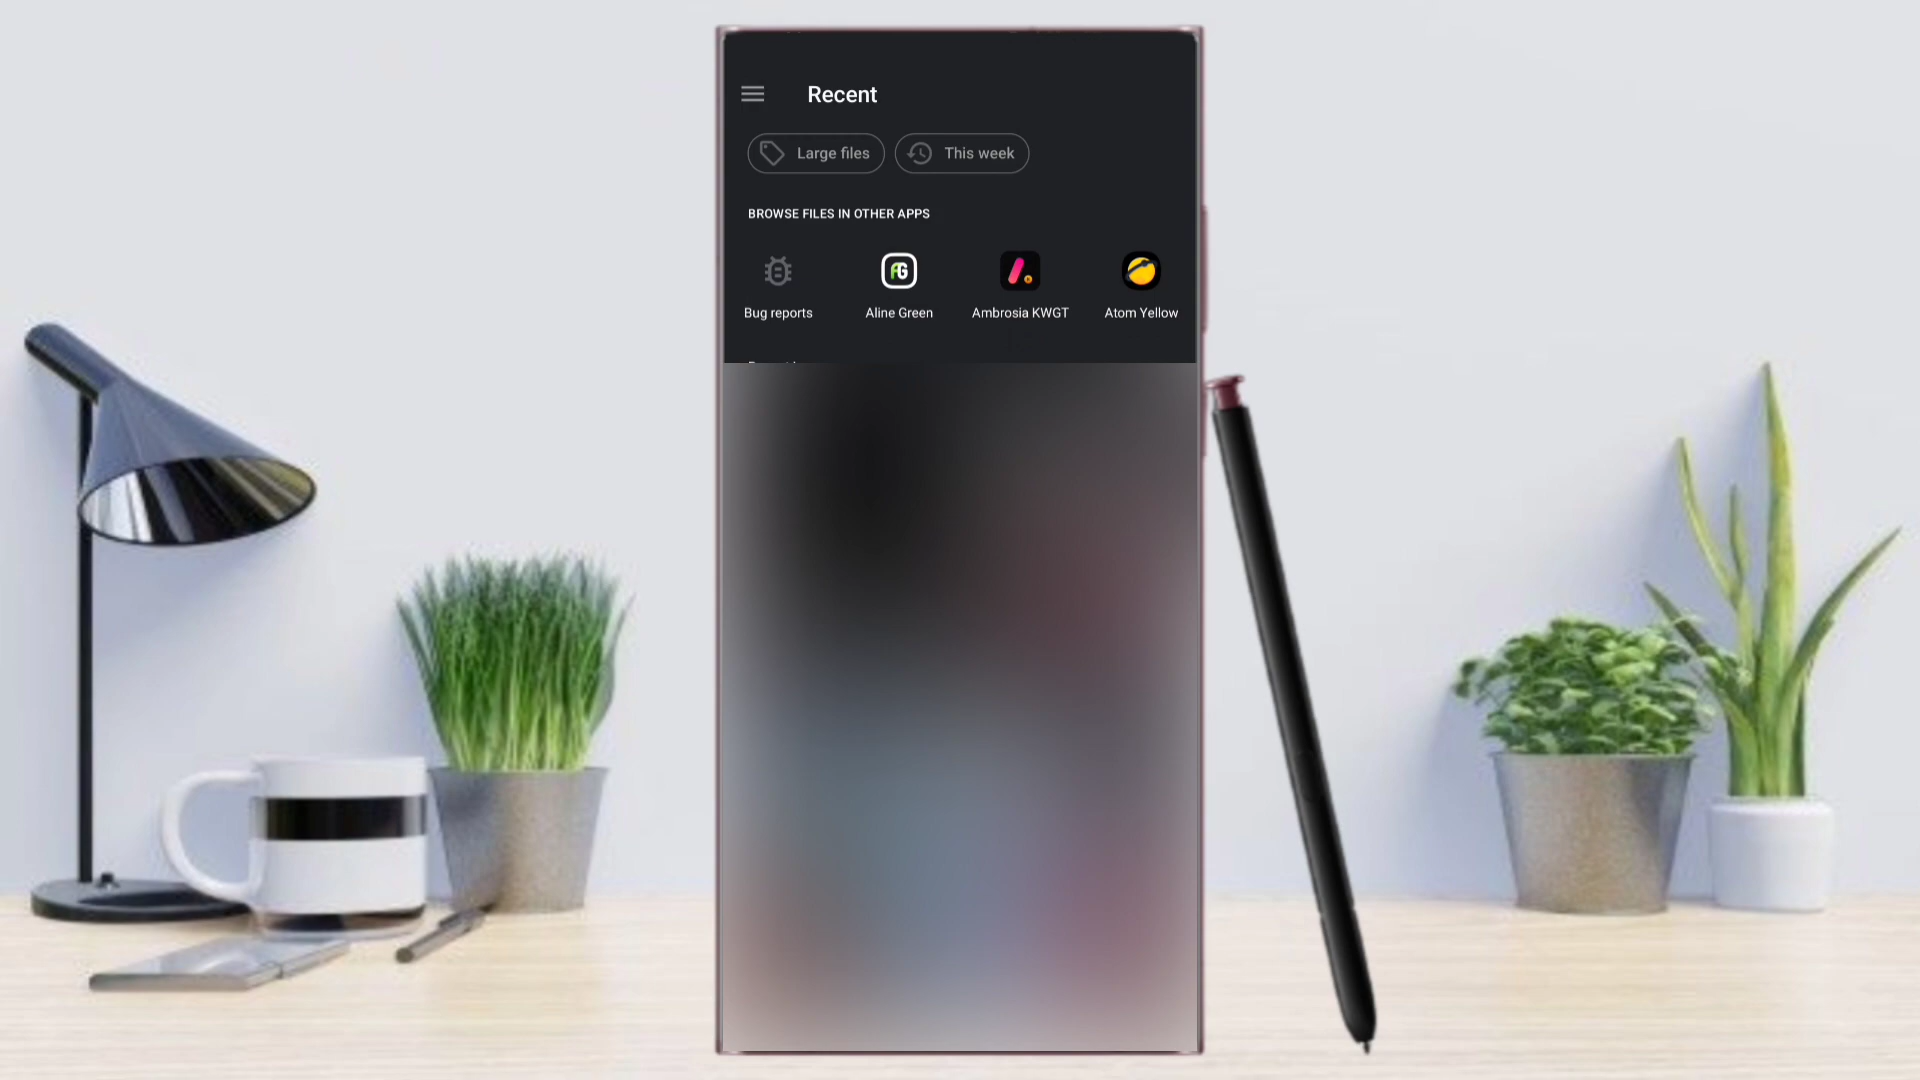 Recent
Large files
This week
BROWSE FILES IN OTHER APPS
Bug reports
Aline Green
Ambrosia KWGT
Atom Yellow